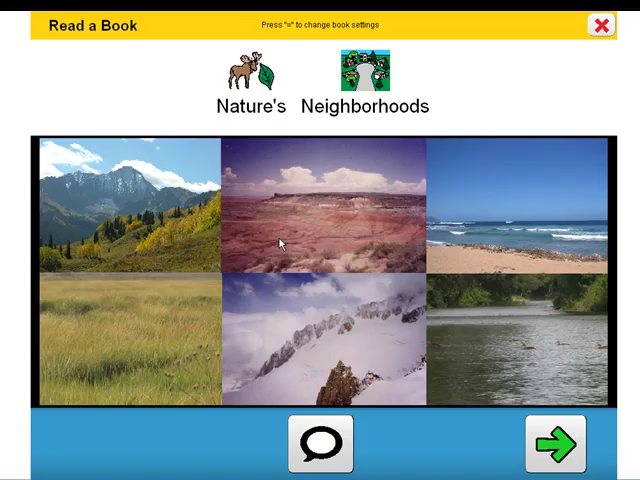 Read a Book
Press "=" to change book settings
Nature's Neighborhoods